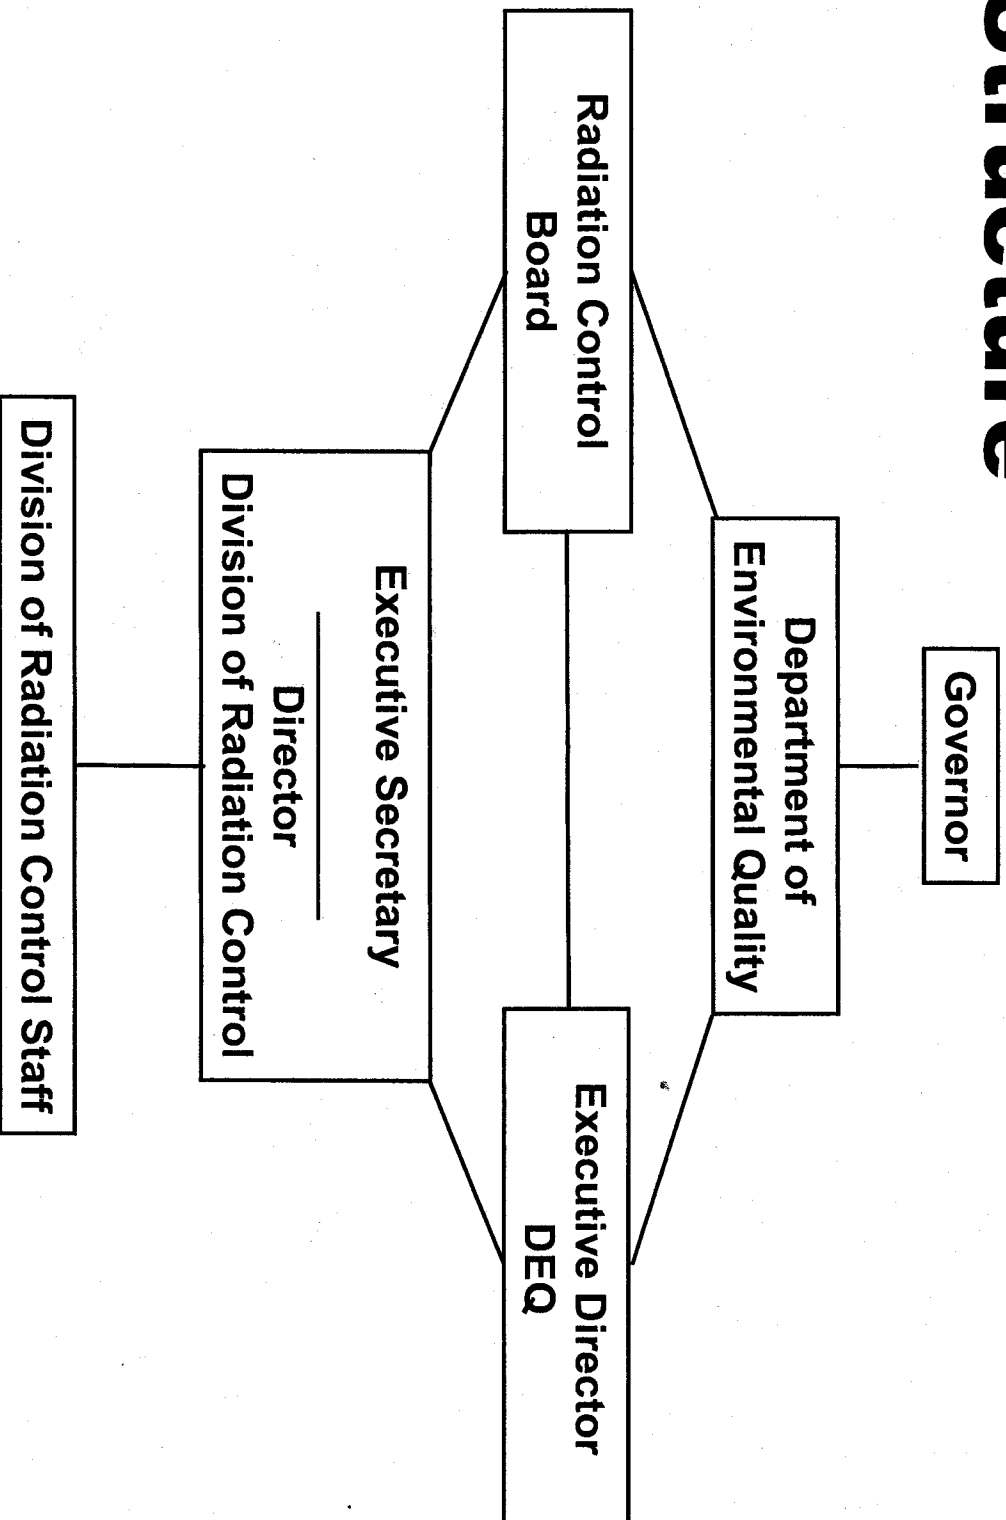 Governor
Department of
Environmental Quality
Radiation Control
Board
Executive Director
DEQ
Executive Secretary
Director
Division of Radiation Control
Division of Radiation Control Staff